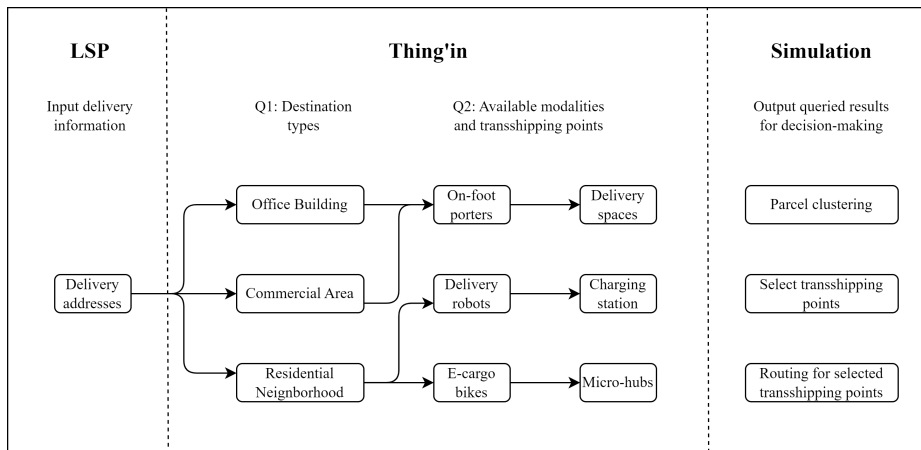 LSP
Thing'in
Simulation
Input delivery
information
Q1: Destination
types
Q2: Available modalities
and transshipping points
Output queried results
for decision-making
Office Building
On-foot
porters
Delivery
spaces
Parcel clustering
Delivery
addresses
Commercial Area
Delivery
robots
Charging
station
Select transshipping
points
Residential
Neignborhood
E-cargo
bikes
Micro-hubs
Routing for selected
transshipping points